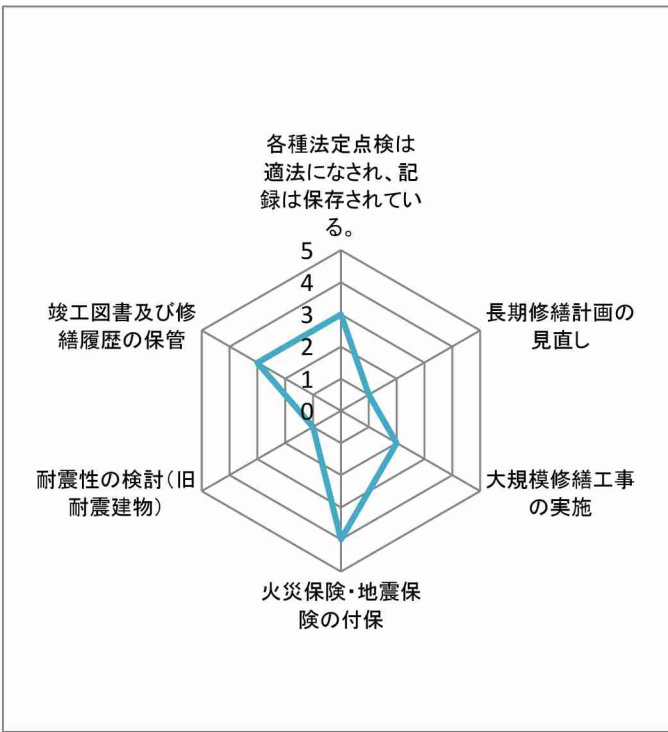 各種法定点検は
適法になされ、記
録は保存されてい
る。
5
4
3
2
1
0
長期修繕計画の
見直し
大規模修繕工事
の実施
火災保険・地震保
険の付保
耐震性の検討(旧
耐震建物)
竣工図書及び修
繕履歴の保管